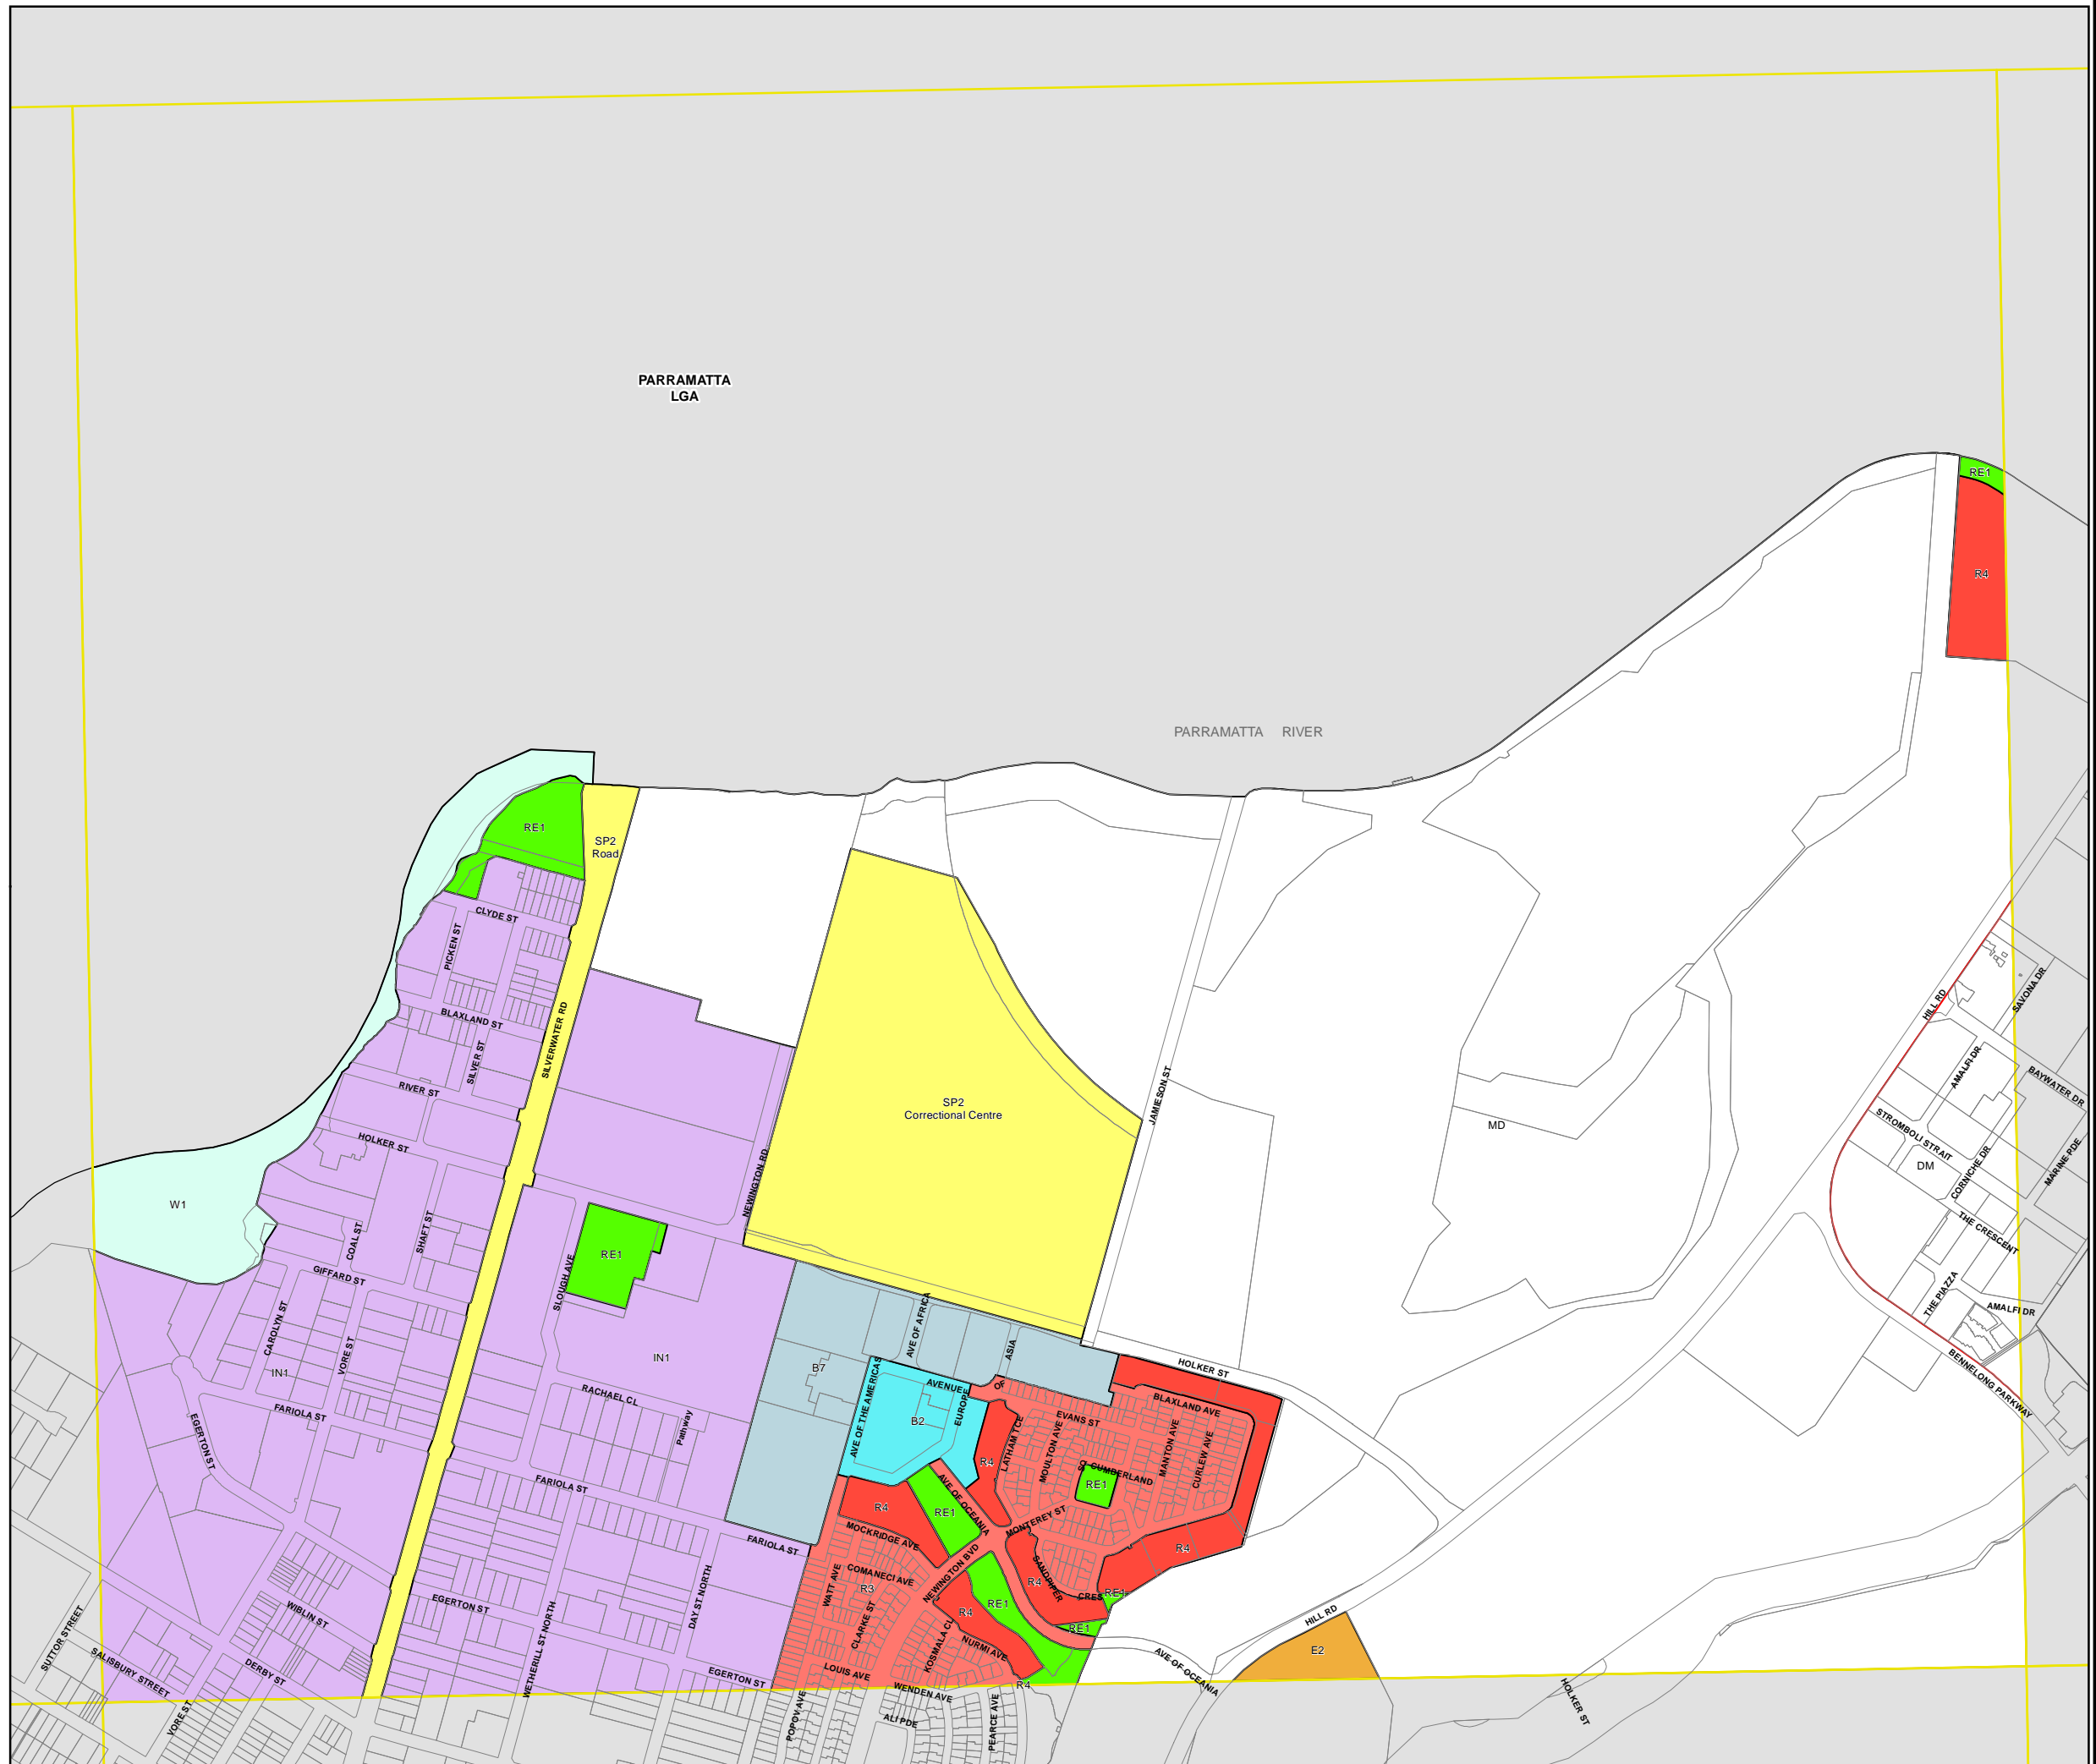 PARRAMATTA
LGA
RE1
R4
PARRAMATTA RIVER
RE1
SP2
Road
CLYDE ST
PICKEN ST
BLAXLAND ST
SILVERWATER RD
SILVER ST
RIVER ST
HOLKER ST
SP2
Correctional Centre
JAMIESON ST
MD
HILL RD
SAVONA DR
AMALFI DR
BAYWATER DR
STROMBOLI STRAIT
DM
CORNICHE DR
MARINE PDE
THE CRESCENT
THE PIAZZA
AMALFI DR
BENNELONG PARKWAY
W1
NEWINGTON RD
COAL ST
SHAFT ST
GIFFARD ST
SLOUGH AVE
RE1
CAROLYN ST
VORE ST
IN1
IN1
FARIOLA ST
EGERTON ST
RACHAEL CL
Pathway
B7
AVE OF AFRICA
ASIA
AVE OF THE AMERICAS
AVENUE
OF
EUROPE
B2
HOLKER ST
BLAXLAND AVE
EVANS ST
LATHAM TCE
MOULTON AVE
MANTON AVE
CURLEW AVE
SQ
CUMBERLAND
RE1
R4
R4
RE1
AVE OF OCEANIA
MONTEREY ST
FARIOLA ST
FARIOLA ST
MOCKRIDGE AVE
NEWINGTON BVD
COMANECI AVE
WATT AVE
R3
CLARKE ST
R4
R4
SANDPIPER
CRES
RE1
RE1
RE1
R4
KOSMALA CL
NURMI AVE
LOUIS AVE
EGERTON ST
WIBLIN ST
DERBY ST
SUTTOR STREET
SALISBURY STREET
VORE ST
WETHERILL ST NORTH
DAY ST NORTH
EGERTON ST
POPOV AVE
WENDEN AVE
ALI PDE
PEARCE AVE
R4
AVE OF OCEANIA
HILL RD
E2
HOLKER ST